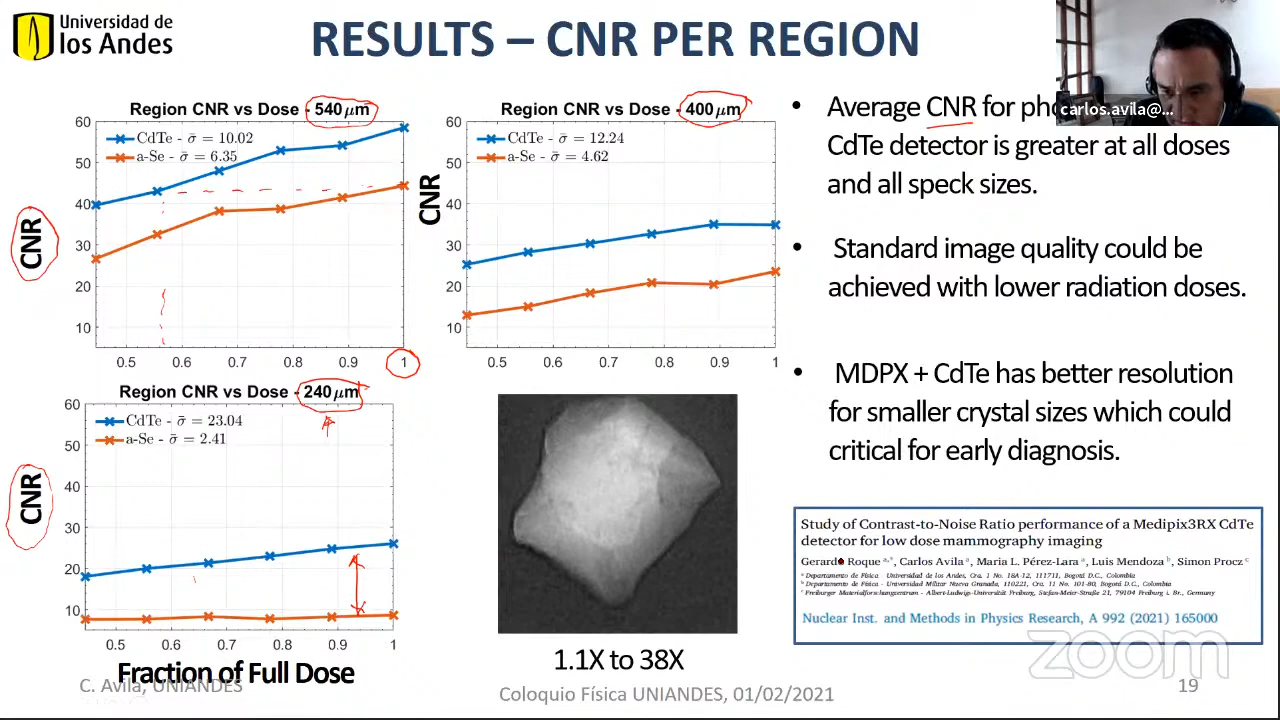 Universidad de
los Andes
RESULTS – CNR PER REGION
carlos.avila@...
Region CNR vs Dose - 540 μm
CdTe - σ̄ = 10.02
a-Se - σ̄ = 6.35
60
50
40
30
20
10
0.5 0.6 0.7 0.8 0.9 1
CNR
Region CNR vs Dose - 400 μm
CdTe - σ̄ = 12.24
a-Se - σ̄ = 4.62
60
50
40
30
20
10
0.5 0.6 0.7 0.8 0.9 1
CNR
Region CNR vs Dose - 240 μm
CdTe - σ̄ = 23.04
a-Se - σ̄ = 2.41
60
50
40
30
20
10
0.5 0.6 0.7 0.8 0.9 1
CNR
Fraction of Full Dose
1.1X to 38X
• Average CNR for
CdTe detector is greater at all doses
and all speck sizes.
• Standard image quality could be
achieved with lower radiation doses.
• MDPX + CdTe has better resolution
for smaller crystal sizes which could
critical for early diagnosis.
Study of Contrast-to-Noise Ratio performance of a Medipix3RX CdTe
detector for low dose mammography imaging
Gerardo Roque a,*, Carlos Avila a, Maria L. Pérez-Lara a, Luis Mendoza b, Simon Procz c
a Departamento de Física - Universidad de los Andes, Cra. 1 No. 18A-12, 111711, Bogotá D.C., Colombia
b Departamento de Física - Universidad Militar Nueva Granada, 110221, Cra. 11 No. 101-80, Bogotá D.C., Colombia
c Freiburger Materialforschungszentrum - Albert-Ludwigs-Universität Freiburg, Stefan-Meier-Straße 21, 79104 Freiburg i. Br., Germany
Nuclear Inst. and Methods in Physics Research, A 992 (2021) 165000
zoom
C. Avila, UNIANDES
Coloquio Física UNIANDES, 01/02/2021
19